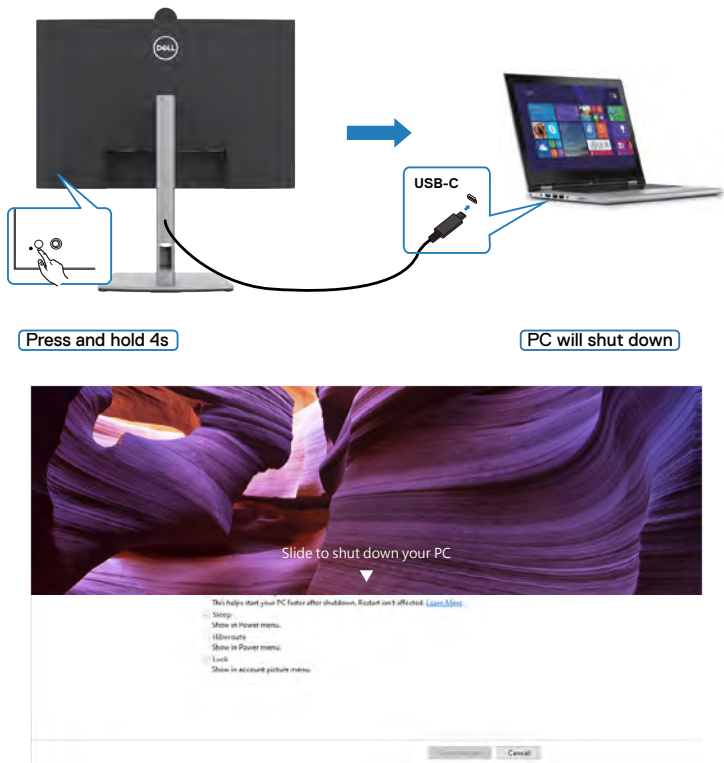 DELL
USB-C
Press and hold 4s
PC will shut down
Slide to shut down your PC
This helps start your PC faster after shutdown. Restart isn't affected. Learn More
Sleep
Show in Power menu.
Hibernate
Show in Power menu.
Lock
Show in account picture menu.
Cancel